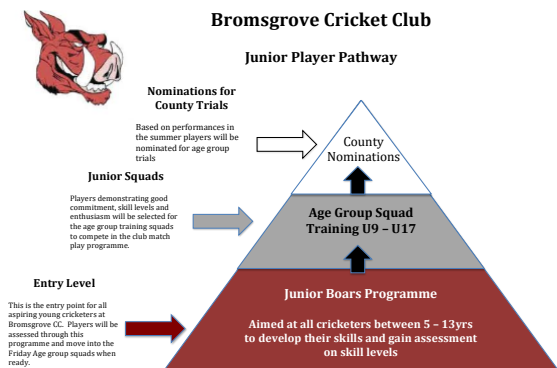 Bromsgrove Cricket Club
Junior Player Pathway
Nominations for
County Trials
Based on performances in
the summer players will be
nominated for age group
trials
County
Nominations
Junior Squads
Players demonstrating good
commitment, skill levels and
enthusiasm will be selected for
the age group training squads
to compete in the club match
play programme.
Age Group Squad
Training U9 – U17
Entry Level
This is the entry point for all
aspiring young cricketers at
Bromsgrove CC. Players will be
assessed through this
programme and move into the
Friday Age group squads when
ready.
Junior Boars Programme
Aimed at all cricketers between 5 – 13yrs
to develop their skills and gain assessment
on skill levels